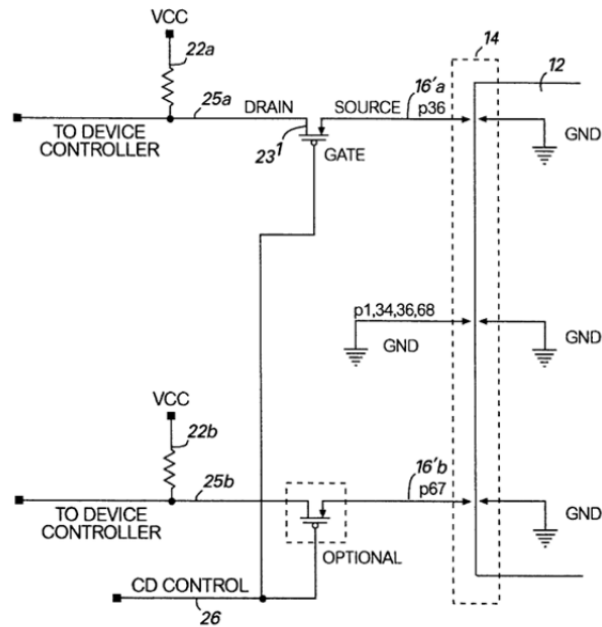 VCC
22a
14
12
25a
DRAIN
SOURCE
16'a
p36
TO DEVICE
CONTROLLER
23¹
GATE
GND
p1,34,36,68
GND
GND
VCC
22b
25b
16'b
p67
TO DEVICE
CONTROLLER
GND
OPTIONAL
CD CONTROL
26